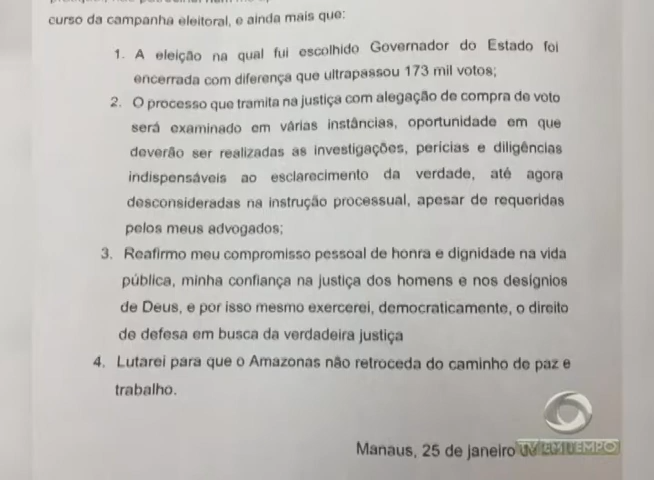 curso da campanha eleitoral, e ainda mais que:
1. A eleição na qual fui escolhido Governador do Estado foi
encerrada com diferença que ultrapassou 173 mil votos;
2. O processo que tramita na justiça com alegação de compra de voto
será examinado em várias instâncias, oportunidade em que
deverão ser realizadas as investigações, perícias e diligências
indispensáveis ao esclarecimento da verdade, até agora
desconsideradas na instrução processual, apesar de requeridas
pelos meus advogados;
3. Reafirmo meu compromisso pessoal de honra e dignidade na vida
pública, minha confiança na justiça dos homens e nos desígnios
de Deus, e por isso mesmo exercerei, democraticamente, o direito
de defesa em busca da verdadeira justiça
4. Lutarei para que o Amazonas não retroceda do caminho de paz e
trabalho.
Manaus, 25 de janeiro
TV EM TEMPO